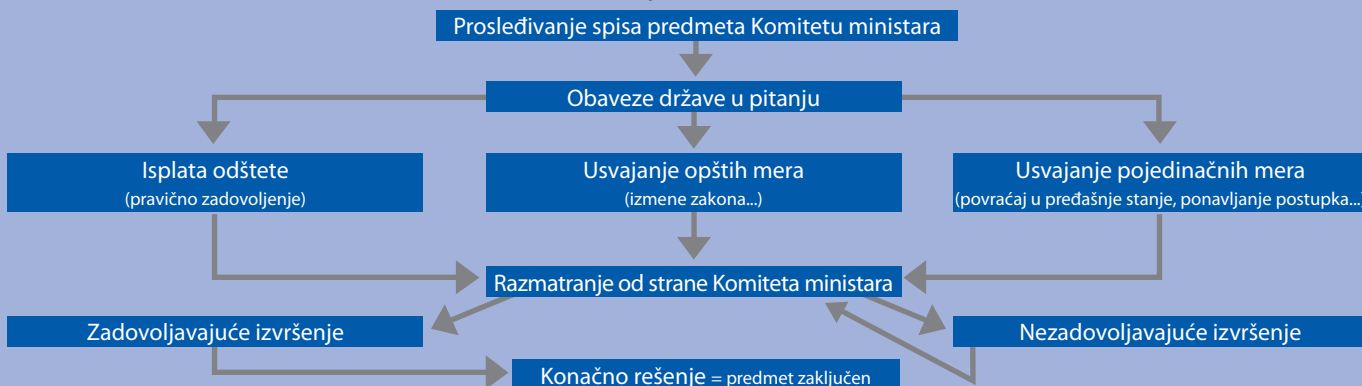 Prosleđivanje spisa predmeta Komitetu ministara
Obaveze države u pitanju
Isplata odštete
(pravično zadovoljenje)
Usvajanje opštih mera
(izmene zakona...)
Usvajanje pojedinačnih mera
(povraćaj u pređašnje stanje, ponavljanje postupka...)
Razmatranje od strane Komiteta ministara
Zadovoljavajuće izvršenje
Nezadovoljavajuće izvršenje
Konačno rešenje = predmet zaključen